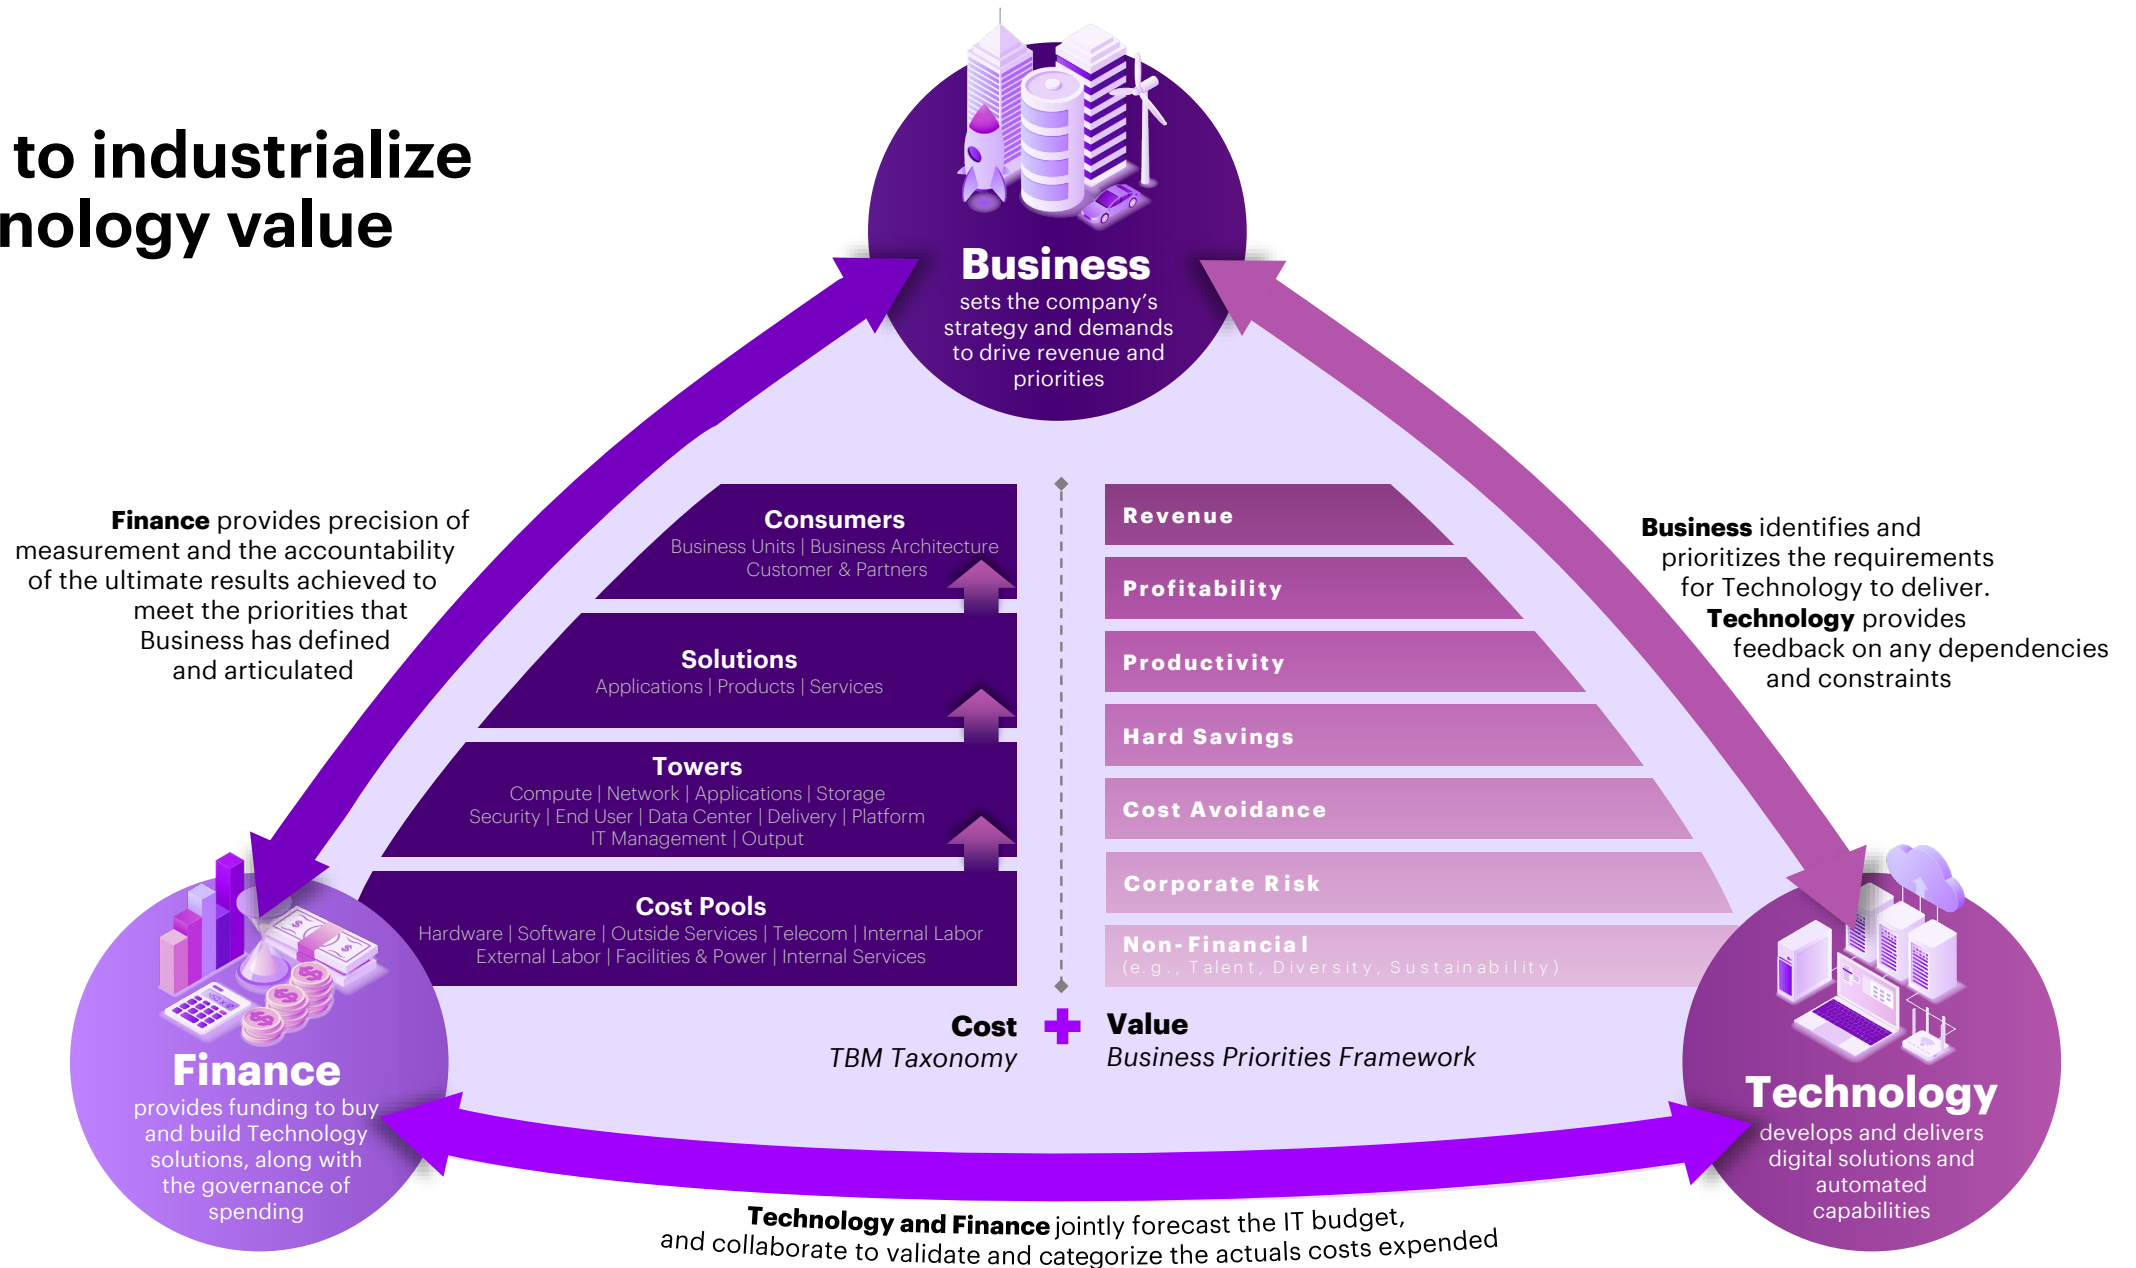 to industrialize
nology value
Business
sets the company's
strategy and demands
to drive revenue and
priorities
Finance provides precision of
measurement and the accountability
of the ultimate results achieved to
meet the priorities that
Business has defined
and articulated
Consumers
Business Units | Business Architecture
Customer & Partners
Solutions
Applications | Products | Services
Towers
Compute | Network | Applications | Storage
Security | End User | Data Center | Delivery | Platform
IT Management | Output
Cost Pools
Hardware | Software | Outside Services | Telecom | Internal Labor
External Labor | Facilities & Power | Internal Services
Revenue
Profitability
Productivity
Hard Savings
Cost Avoidance
Corporate Risk
Non-Financial
(e.g., Talent, Diversity, Sustainability)
Business identifies and
prioritizes the requirements
for Technology to deliver.
Technology provides
feedback on any dependencies
and constraints
Cost
TBM Taxonomy
Value
Business Priorities Framework
Finance
provides funding to buy
and build Technology
solutions, along with
the governance of
spending
Technology
develops and delivers
digital solutions and
automated
capabilities
Technology and Finance jointly forecast the IT budget,
and collaborate to validate and categorize the actuals costs expended